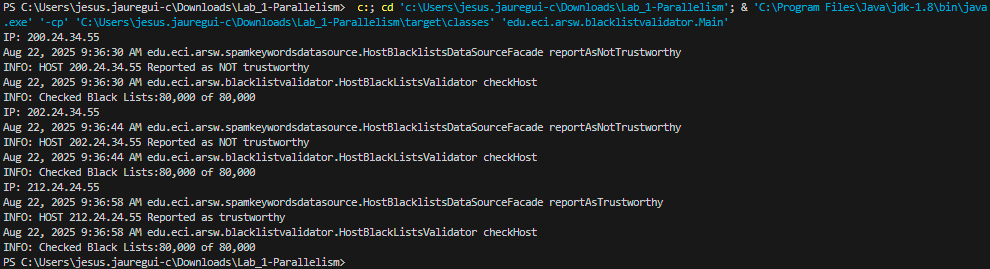 PS C:\Users\jesus.jauregui-c\Downloads\Lab_1-Parallelism>  c:; cd 'c:\Users\jesus.jauregui-c\Downloads\Lab_1-Parallelism'; & 'C:\Program Files\Java\jdk-1.8\bin\java
.exe' '-cp' 'C:\Users\jesus.jauregui-c\Downloads\Lab_1-Parallelism\target\classes' 'edu.eci.arsw.blacklistvalidator.Main'
IP: 200.24.34.55
Aug 22, 2025 9:36:30 AM edu.eci.arsw.spamkeywordsdatasource.HostBlacklistsDataSourceFacade reportAsNotTrustworthy
INFO: HOST 200.24.34.55 Reported as NOT trustworthy
Aug 22, 2025 9:36:30 AM edu.eci.arsw.blacklistvalidator.HostBlackListsValidator checkHost
INFO: Checked Black Lists:80,000 of 80,000
IP: 202.24.34.55
Aug 22, 2025 9:36:44 AM edu.eci.arsw.spamkeywordsdatasource.HostBlacklistsDataSourceFacade reportAsNotTrustworthy
INFO: HOST 202.24.34.55 Reported as NOT trustworthy
Aug 22, 2025 9:36:44 AM edu.eci.arsw.blacklistvalidator.HostBlackListsValidator checkHost
INFO: Checked Black Lists:80,000 of 80,000
IP: 212.24.24.55
Aug 22, 2025 9:36:58 AM edu.eci.arsw.spamkeywordsdatasource.HostBlacklistsDataSourceFacade reportAsTrustworthy
INFO: HOST 212.24.24.55 Reported as trustworthy
Aug 22, 2025 9:36:58 AM edu.eci.arsw.blacklistvalidator.HostBlackListsValidator checkHost
INFO: Checked Black Lists:80,000 of 80,000
PS C:\Users\jesus.jauregui-c\Downloads\Lab_1-Parallelism>